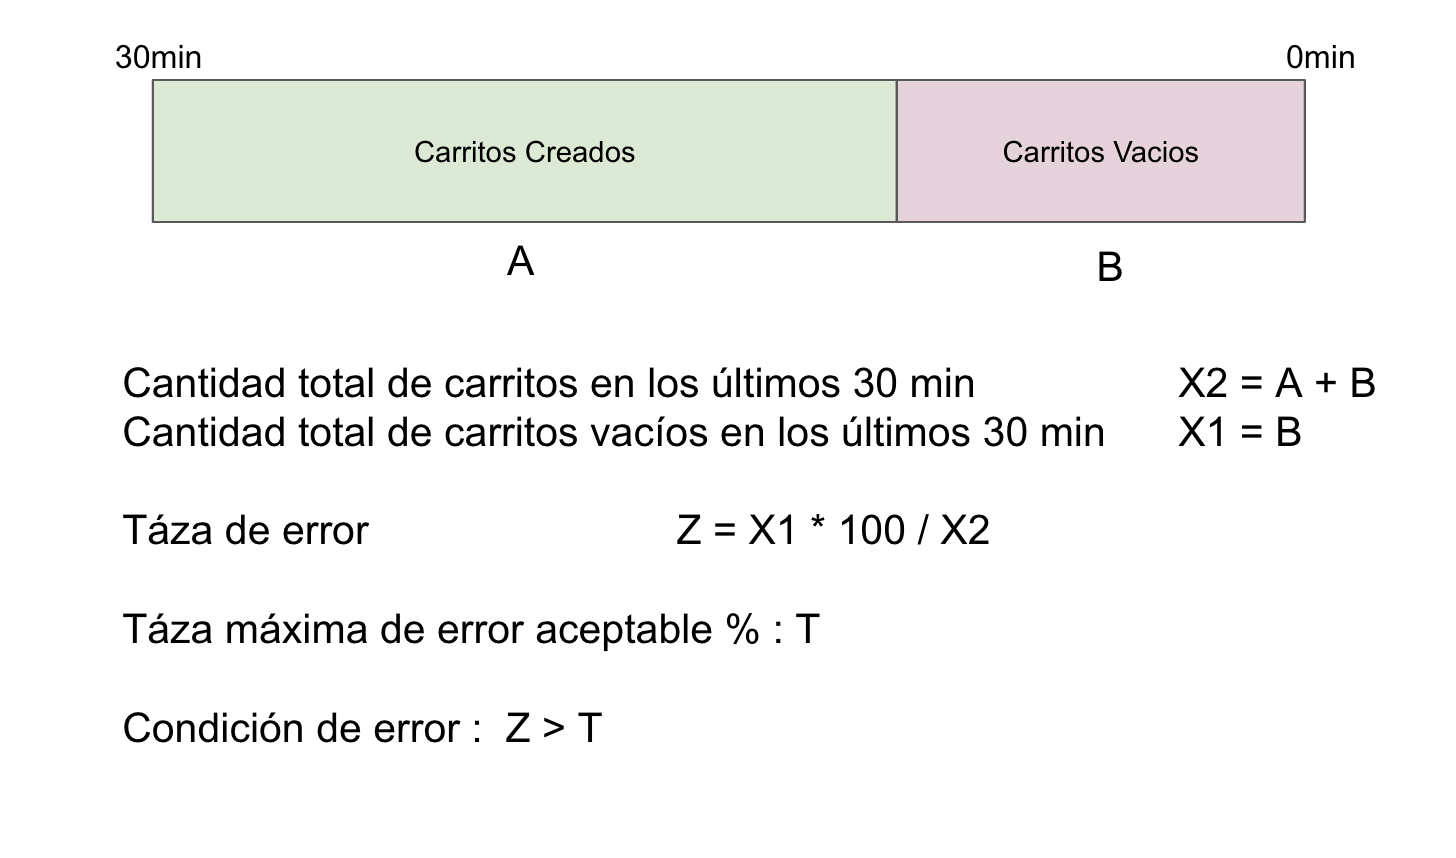 30min 0min
Carritos Creados Carritos Vacios
A B
Cantidad total de carritos en los últimos 30 min X2 = A + B
Cantidad total de carritos vacíos en los últimos 30 min X1 = B
Táza de error Z = X1 * 100 / X2
Táza máxima de error aceptable % : T
Condición de error : Z > T